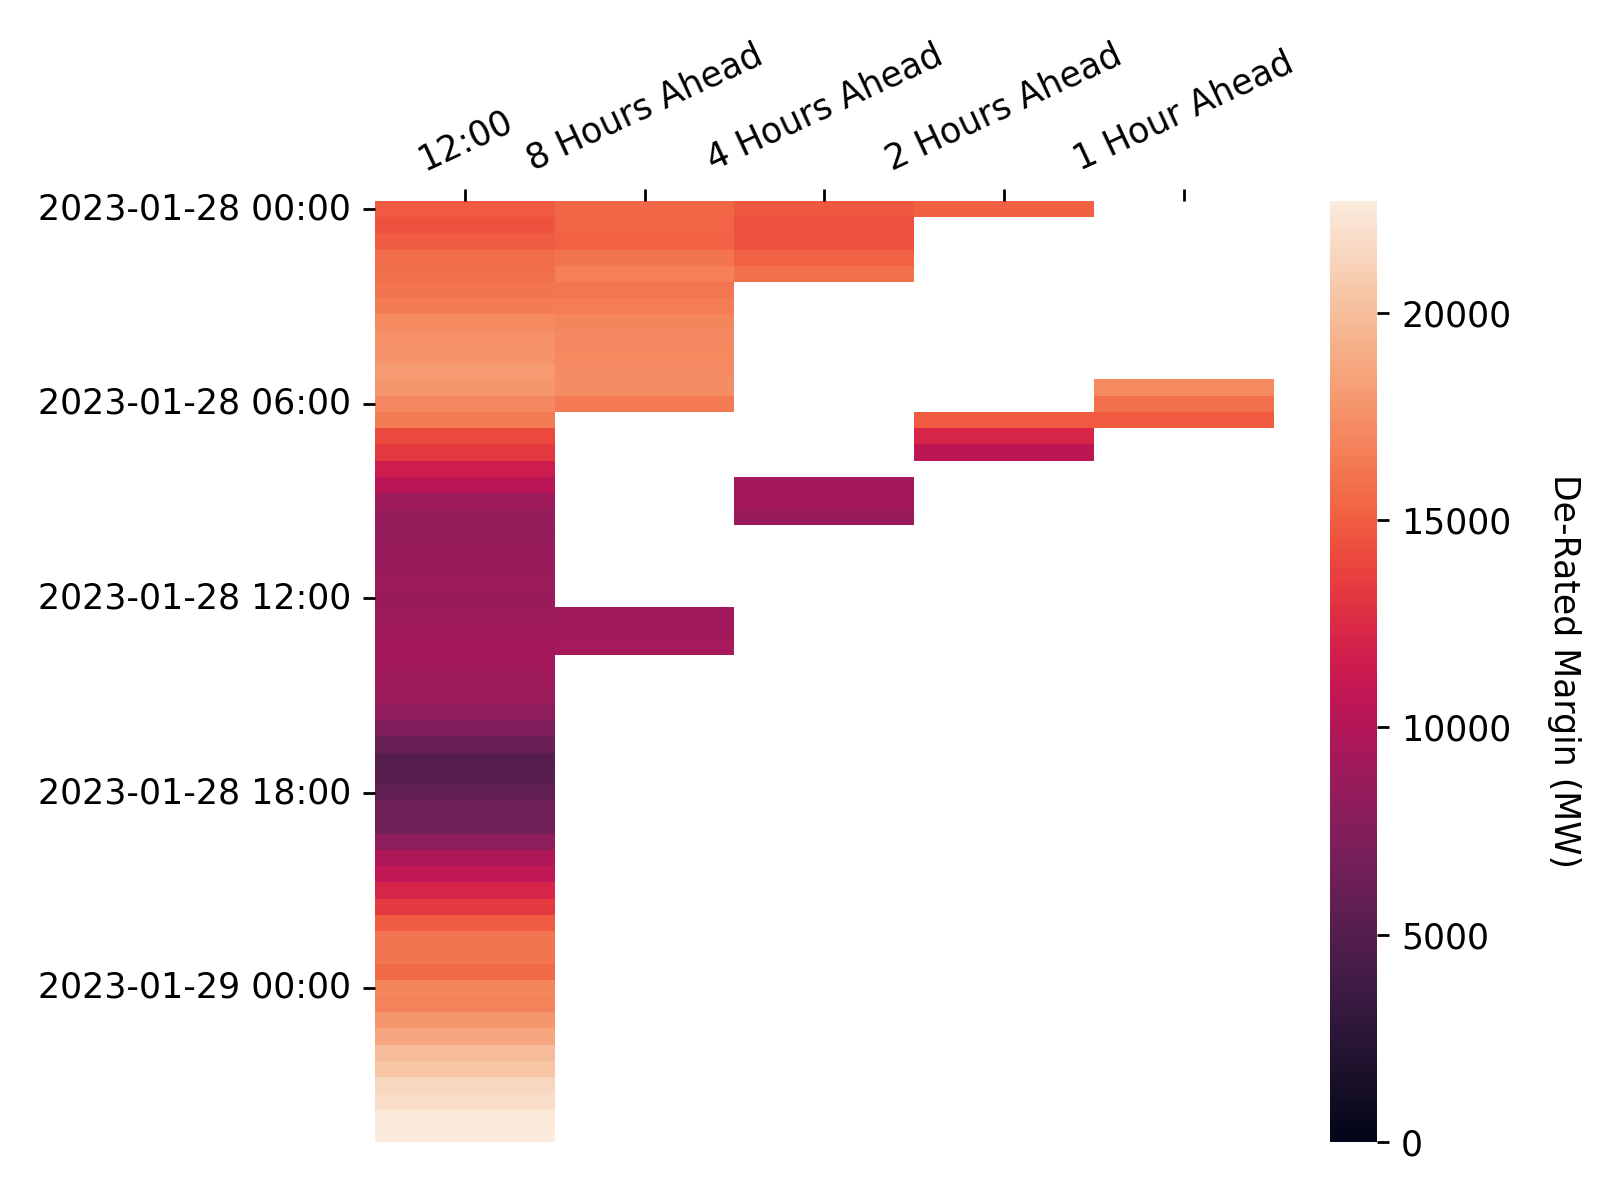 12:00
8 Hours Ahead
4 Hours Ahead
2 Hours Ahead
1 Hour Ahead
2023-01-28 00:00
2023-01-28 06:00
2023-01-28 12:00
2023-01-28 18:00
2023-01-29 00:00
20000
15000
10000
5000
0
De-Rated Margin (MW)